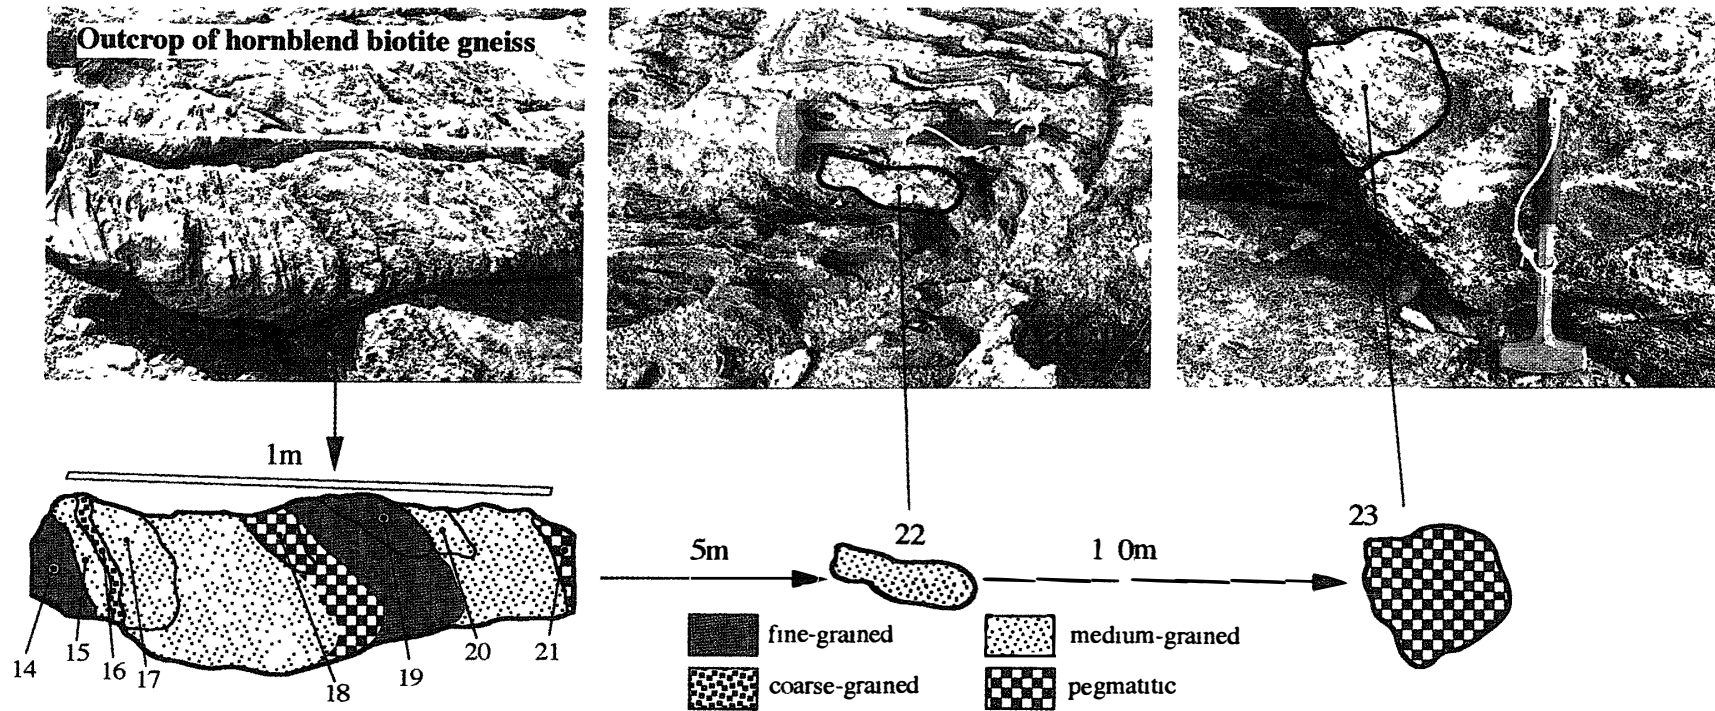 Outcrop of hornblend biotite gneiss
1m
22
23
5m
1 0m
14
15
16
17
18
19
20
21
fine-grained
medium-grained
coarse-grained
pegmatitic